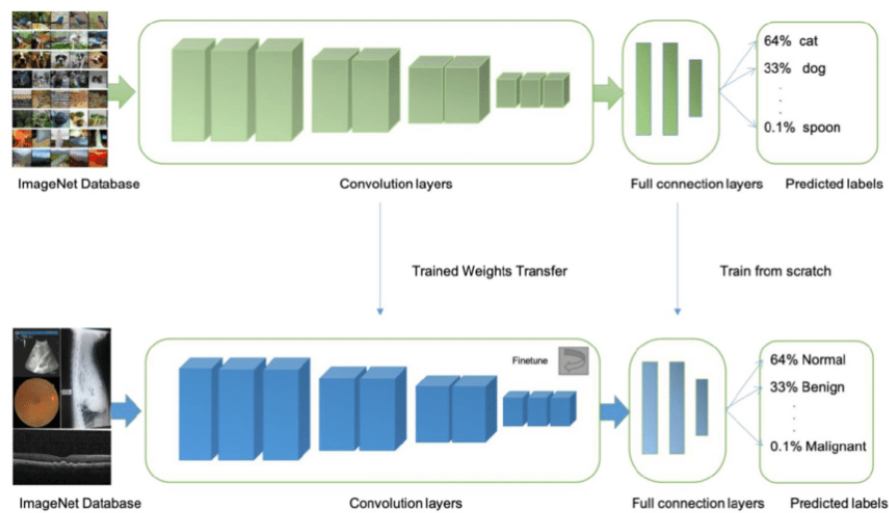 64% cat
33% dog
.
.
.
0.1% spoon
ImageNet Database
Convolution layers
Full connection layers
Predicted labels
Trained Weights Transfer
Train from scratch
Finetune
64% Normal
33% Benign
.
.
.
0.1% Malignant
ImageNet Database
Convolution layers
Full connection layers
Predicted labels